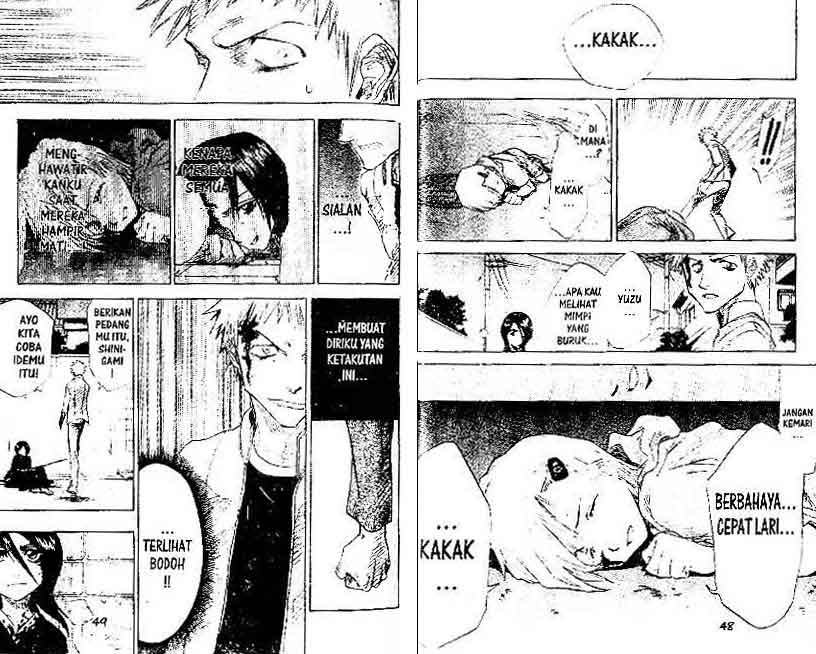 ...KAKAK...
!!
DI
MANA
...?
KAKAK
...
...
YUZU
...
...APA KAU
MELIHAT
MIMPI
YANG
BURUK...
JANGAN
KEMARI
...
BERBAHAYA...
CEPAT LARI...
...
KAKAK
...
48
...
SIALAN
...!
KENAPA
MEREKA
SEMUA
MENG-
HAWATIR
KANKU
SAAT
MEREKA
HAMPIR
MATI
...MEMBUAT
DIRIKU YANG
KETAKUTAN
INI...
...
TERLIHAT
BODOH
!!
BERIKAN
PEDANG
MU ITU,
SHINI-
GAMI
!
AYO
KITA
COBA
IDEMU
ITU!
49